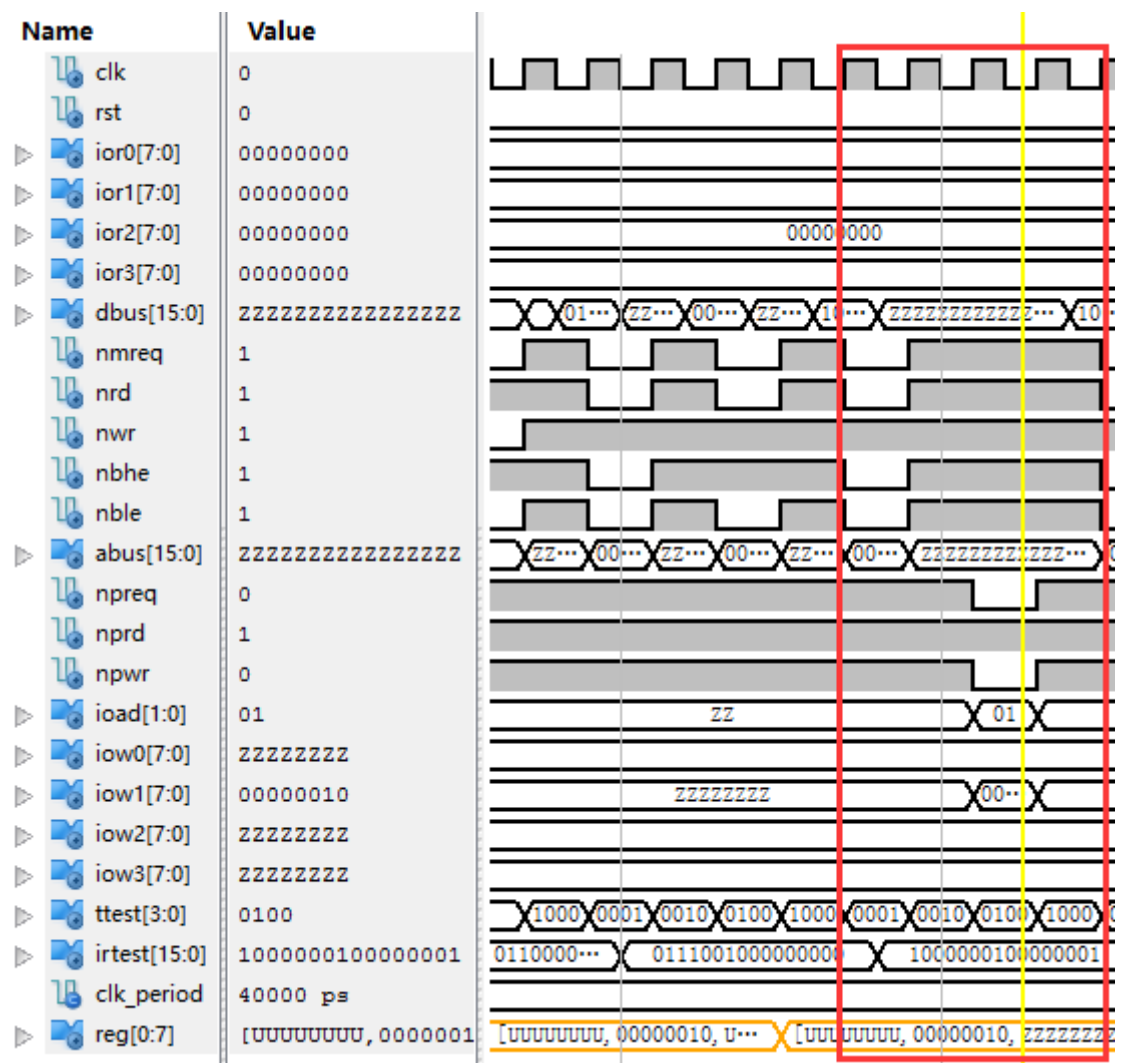 Name Value
clk 0
rst 0
ior0[7:0] 00000000
ior1[7:0] 00000000
ior2[7:0] 00000000 00000000
ior3[7:0] 00000000
dbus[15:0] ZZZZZZZZZZZZZZZZ 01... ZZ... 00... ZZ... 10... ZZZZZZZZZZZZ... 10...
nmreq 1
nrd 1
nwr 1
nbhe 1
nble 1
abus[15:0] ZZZZZZZZZZZZZZZZ ZZ... 00... ZZ... 00... ZZ... 00... ZZZZZZZZZZZZ...
npreq 0
nprd 1
npwr 0
ioad[1:0] 01 ZZ 01
iow0[7:0] ZZZZZZZZ
iow1[7:0] 00000010 ZZZZZZZZ 00...
iow2[7:0] ZZZZZZZZ
iow3[7:0] ZZZZZZZZ
ttest[3:0] 0100 1000 0001 0010 0100 1000 0001 0010 0100 1000
irtest[15:0] 1000000100000001 0110000... 0111001000000000 1000000100000001
clk_period 40000 ps
reg[0:7] [UUUUUUUU,0000001 [UUUUUUUU, 00000010, U... [UUUUUUUU, 00000010, ZZZZZZZZ